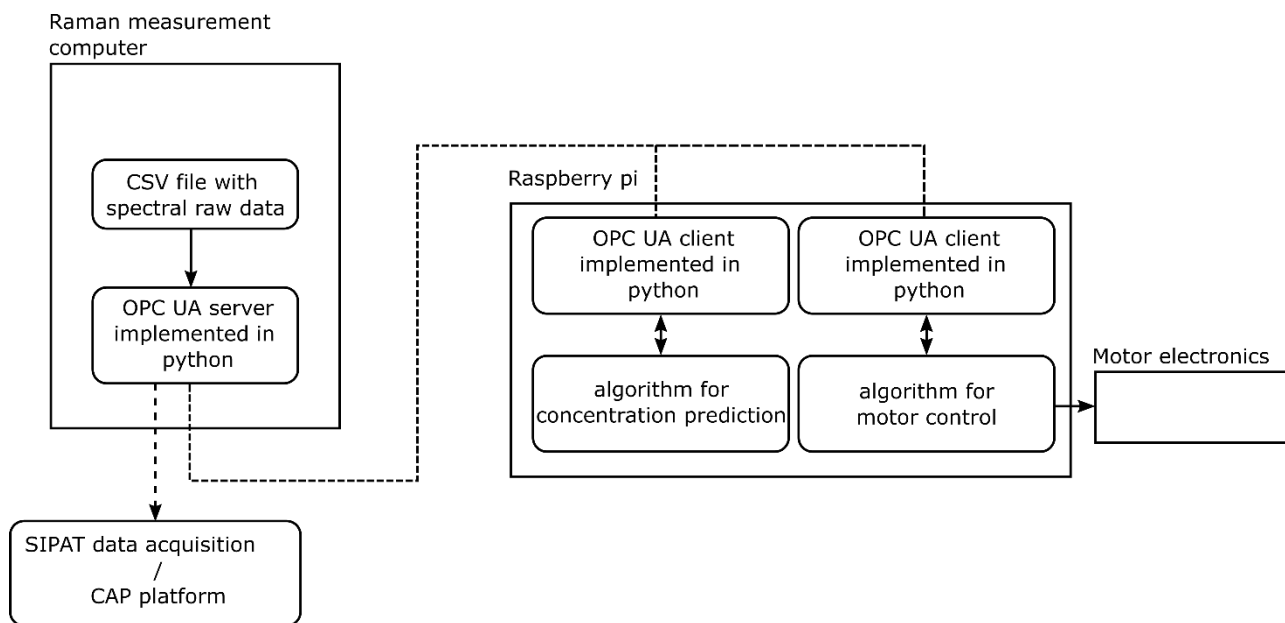 Raman measurement
computer
CSV file with
spectral raw data
OPC UA server
implemented in
python
SIPAT data acquisition
/
CAP platform
Raspberry pi
OPC UA client
implemented in
python
OPC UA client
implemented in
python
algorithm for
concentration prediction
algorithm for
motor control
Motor electronics